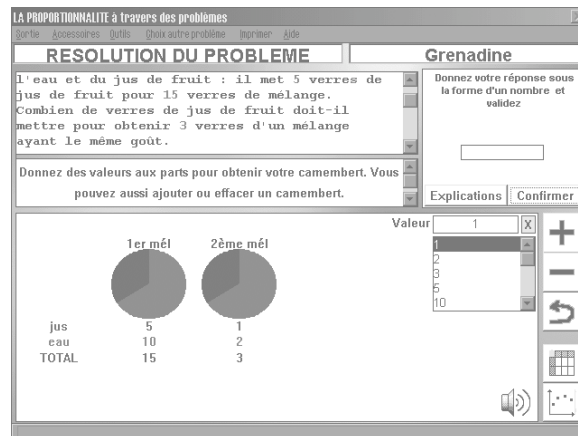 LA PROPORTIONNALITE à travers des problèmes
Sortie Accessoires Outils Choix autre problème Imprimer Aide
RESOLUTION DU PROBLEME
Grenadine
l'eau et du jus de fruit : il met 5 verres de
jus de fruit pour 15 verres de mélange.
Combien de verres de jus de fruit doit-il
mettre pour obtenir 3 verres d'un mélange
ayant le même goût.
Donnez votre réponse sous
la forme d'un nombre et
validez
Donnez des valeurs aux parts pour obtenir votre camembert. Vous
pouvez aussi ajouter ou effacer un camembert.
Explications Confirmer
Valeur 1 X
1
2
3
5
10
1er mél 2ème mél
jus 5 1
eau 10 2
TOTAL 15 3